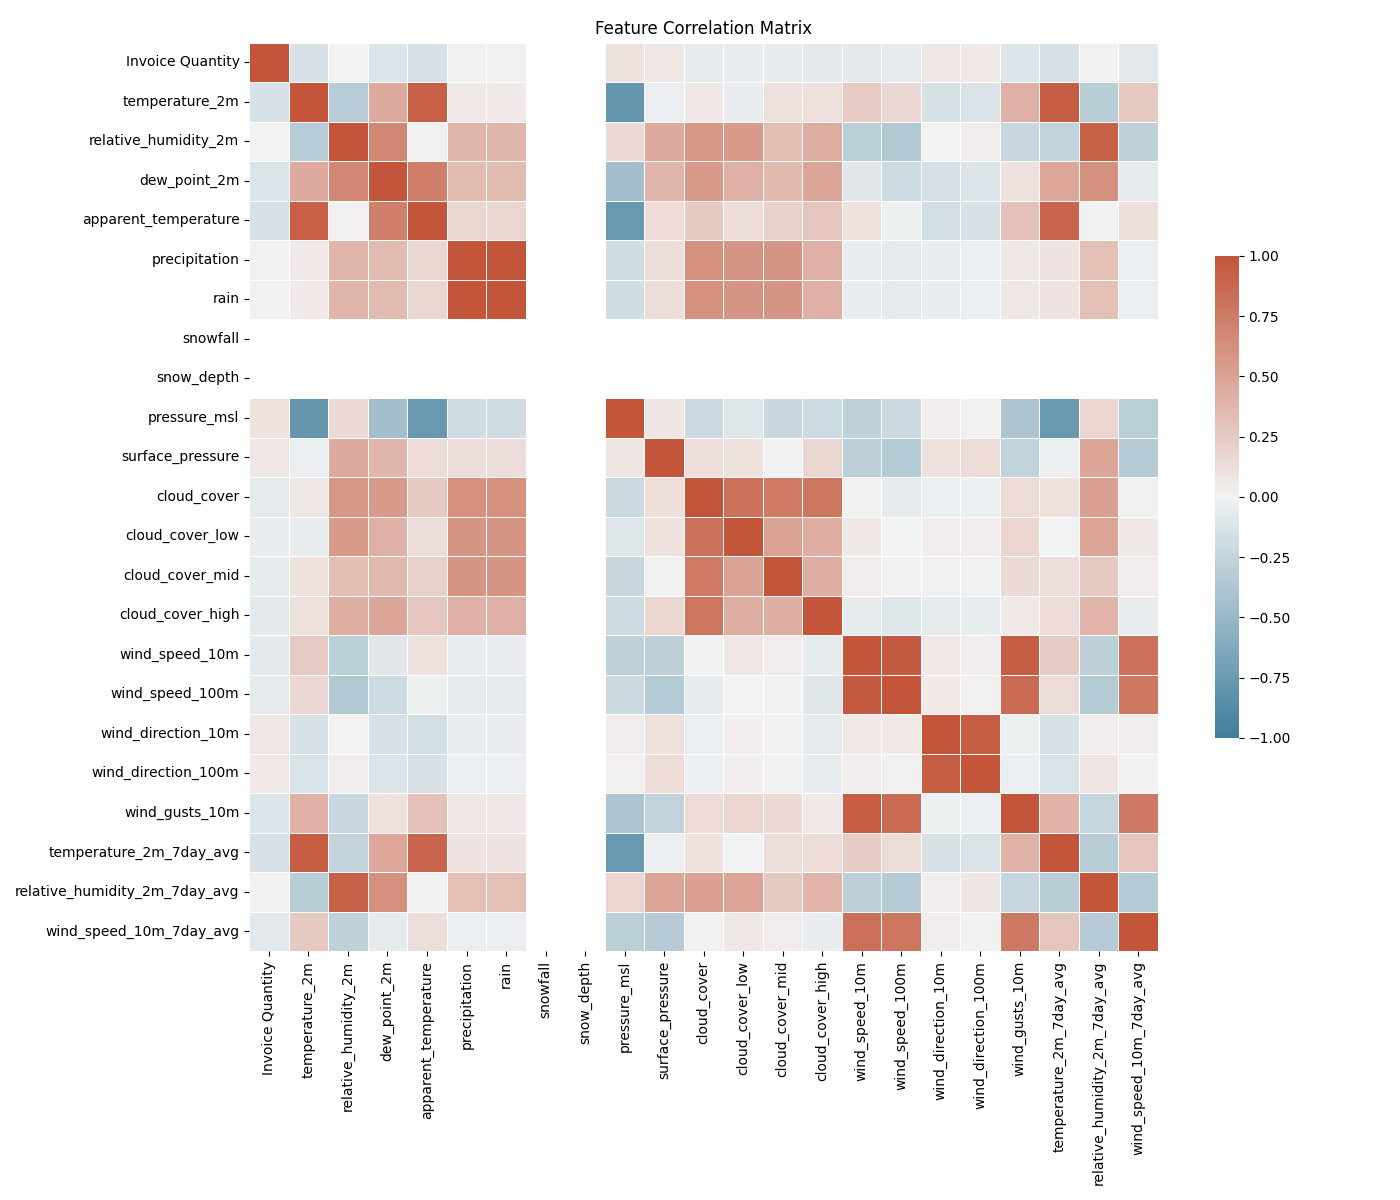 Feature Correlation Matrix
Invoice Quantity
temperature_2m
relative_humidity_2m
dew_point_2m
apparent_temperature
precipitation
rain
snowfall
snow_depth
pressure_msl
surface_pressure
cloud_cover
cloud_cover_low
cloud_cover_mid
cloud_cover_high
wind_speed_10m
wind_speed_100m
wind_direction_10m
wind_direction_100m
wind_gusts_10m
temperature_2m_7day_avg
relative_humidity_2m_7day_avg
wind_speed_10m_7day_avg
Invoice Quantity
temperature_2m
relative_humidity_2m
dew_point_2m
apparent_temperature
precipitation
rain
snowfall
snow_depth
pressure_msl
surface_pressure
cloud_cover
cloud_cover_low
cloud_cover_mid
cloud_cover_high
wind_speed_10m
wind_speed_100m
wind_direction_10m
wind_direction_100m
wind_gusts_10m
temperature_2m_7day_avg
relative_humidity_2m_7day_avg
wind_speed_10m_7day_avg
1.00
0.75
0.50
0.25
0.00
−0.25
−0.50
−0.75
−1.00